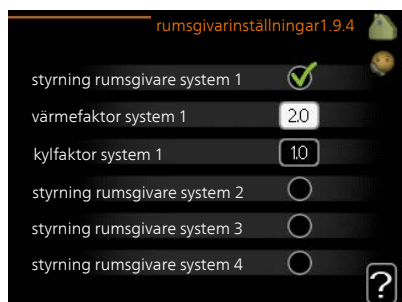 rumsgivarinställningar1.9.4
styrning rumsgivare system 1
värmefaktor system 1 2.0
kylfaktor system 1 1.0
styrning rumsgivare system 2
styrning rumsgivare system 3
styrning rumsgivare system 4
?